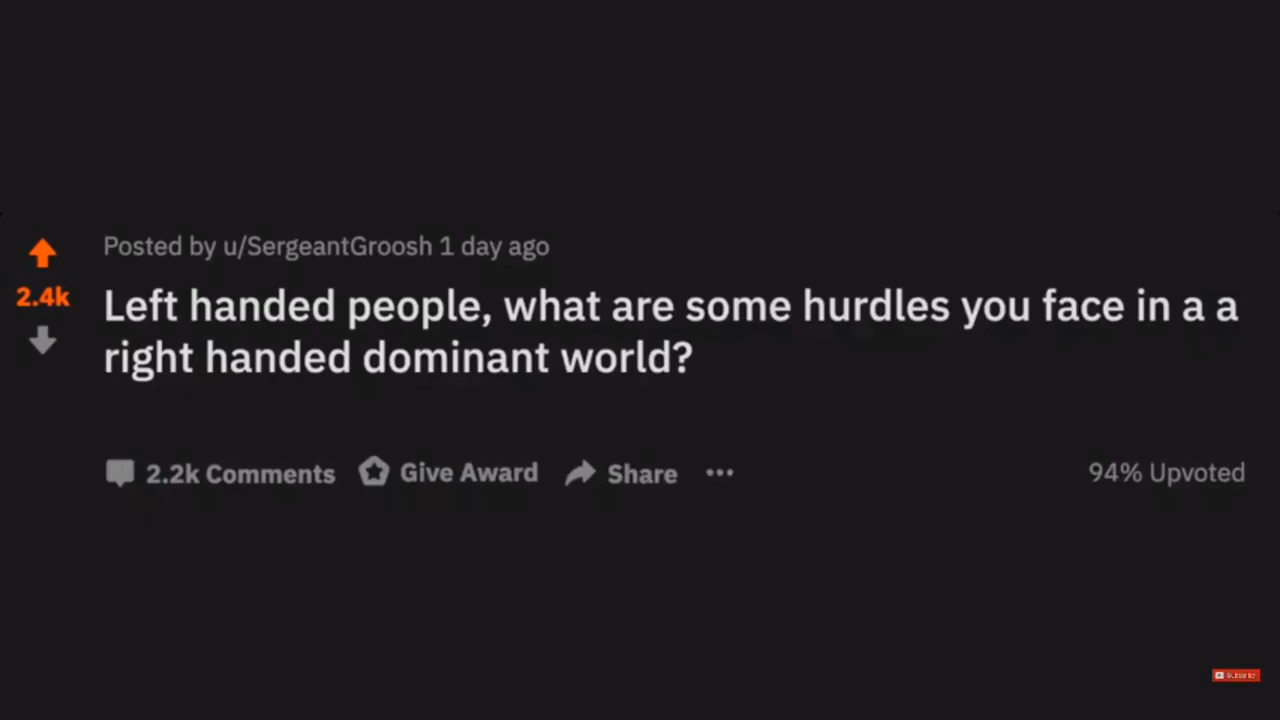 Posted by u/SergeantGroosh 1 day ago
2.4k
Left handed people, what are some hurdles you face in a a
right handed dominant world?
2.2k Comments Give Award Share ··· 94% Upvoted